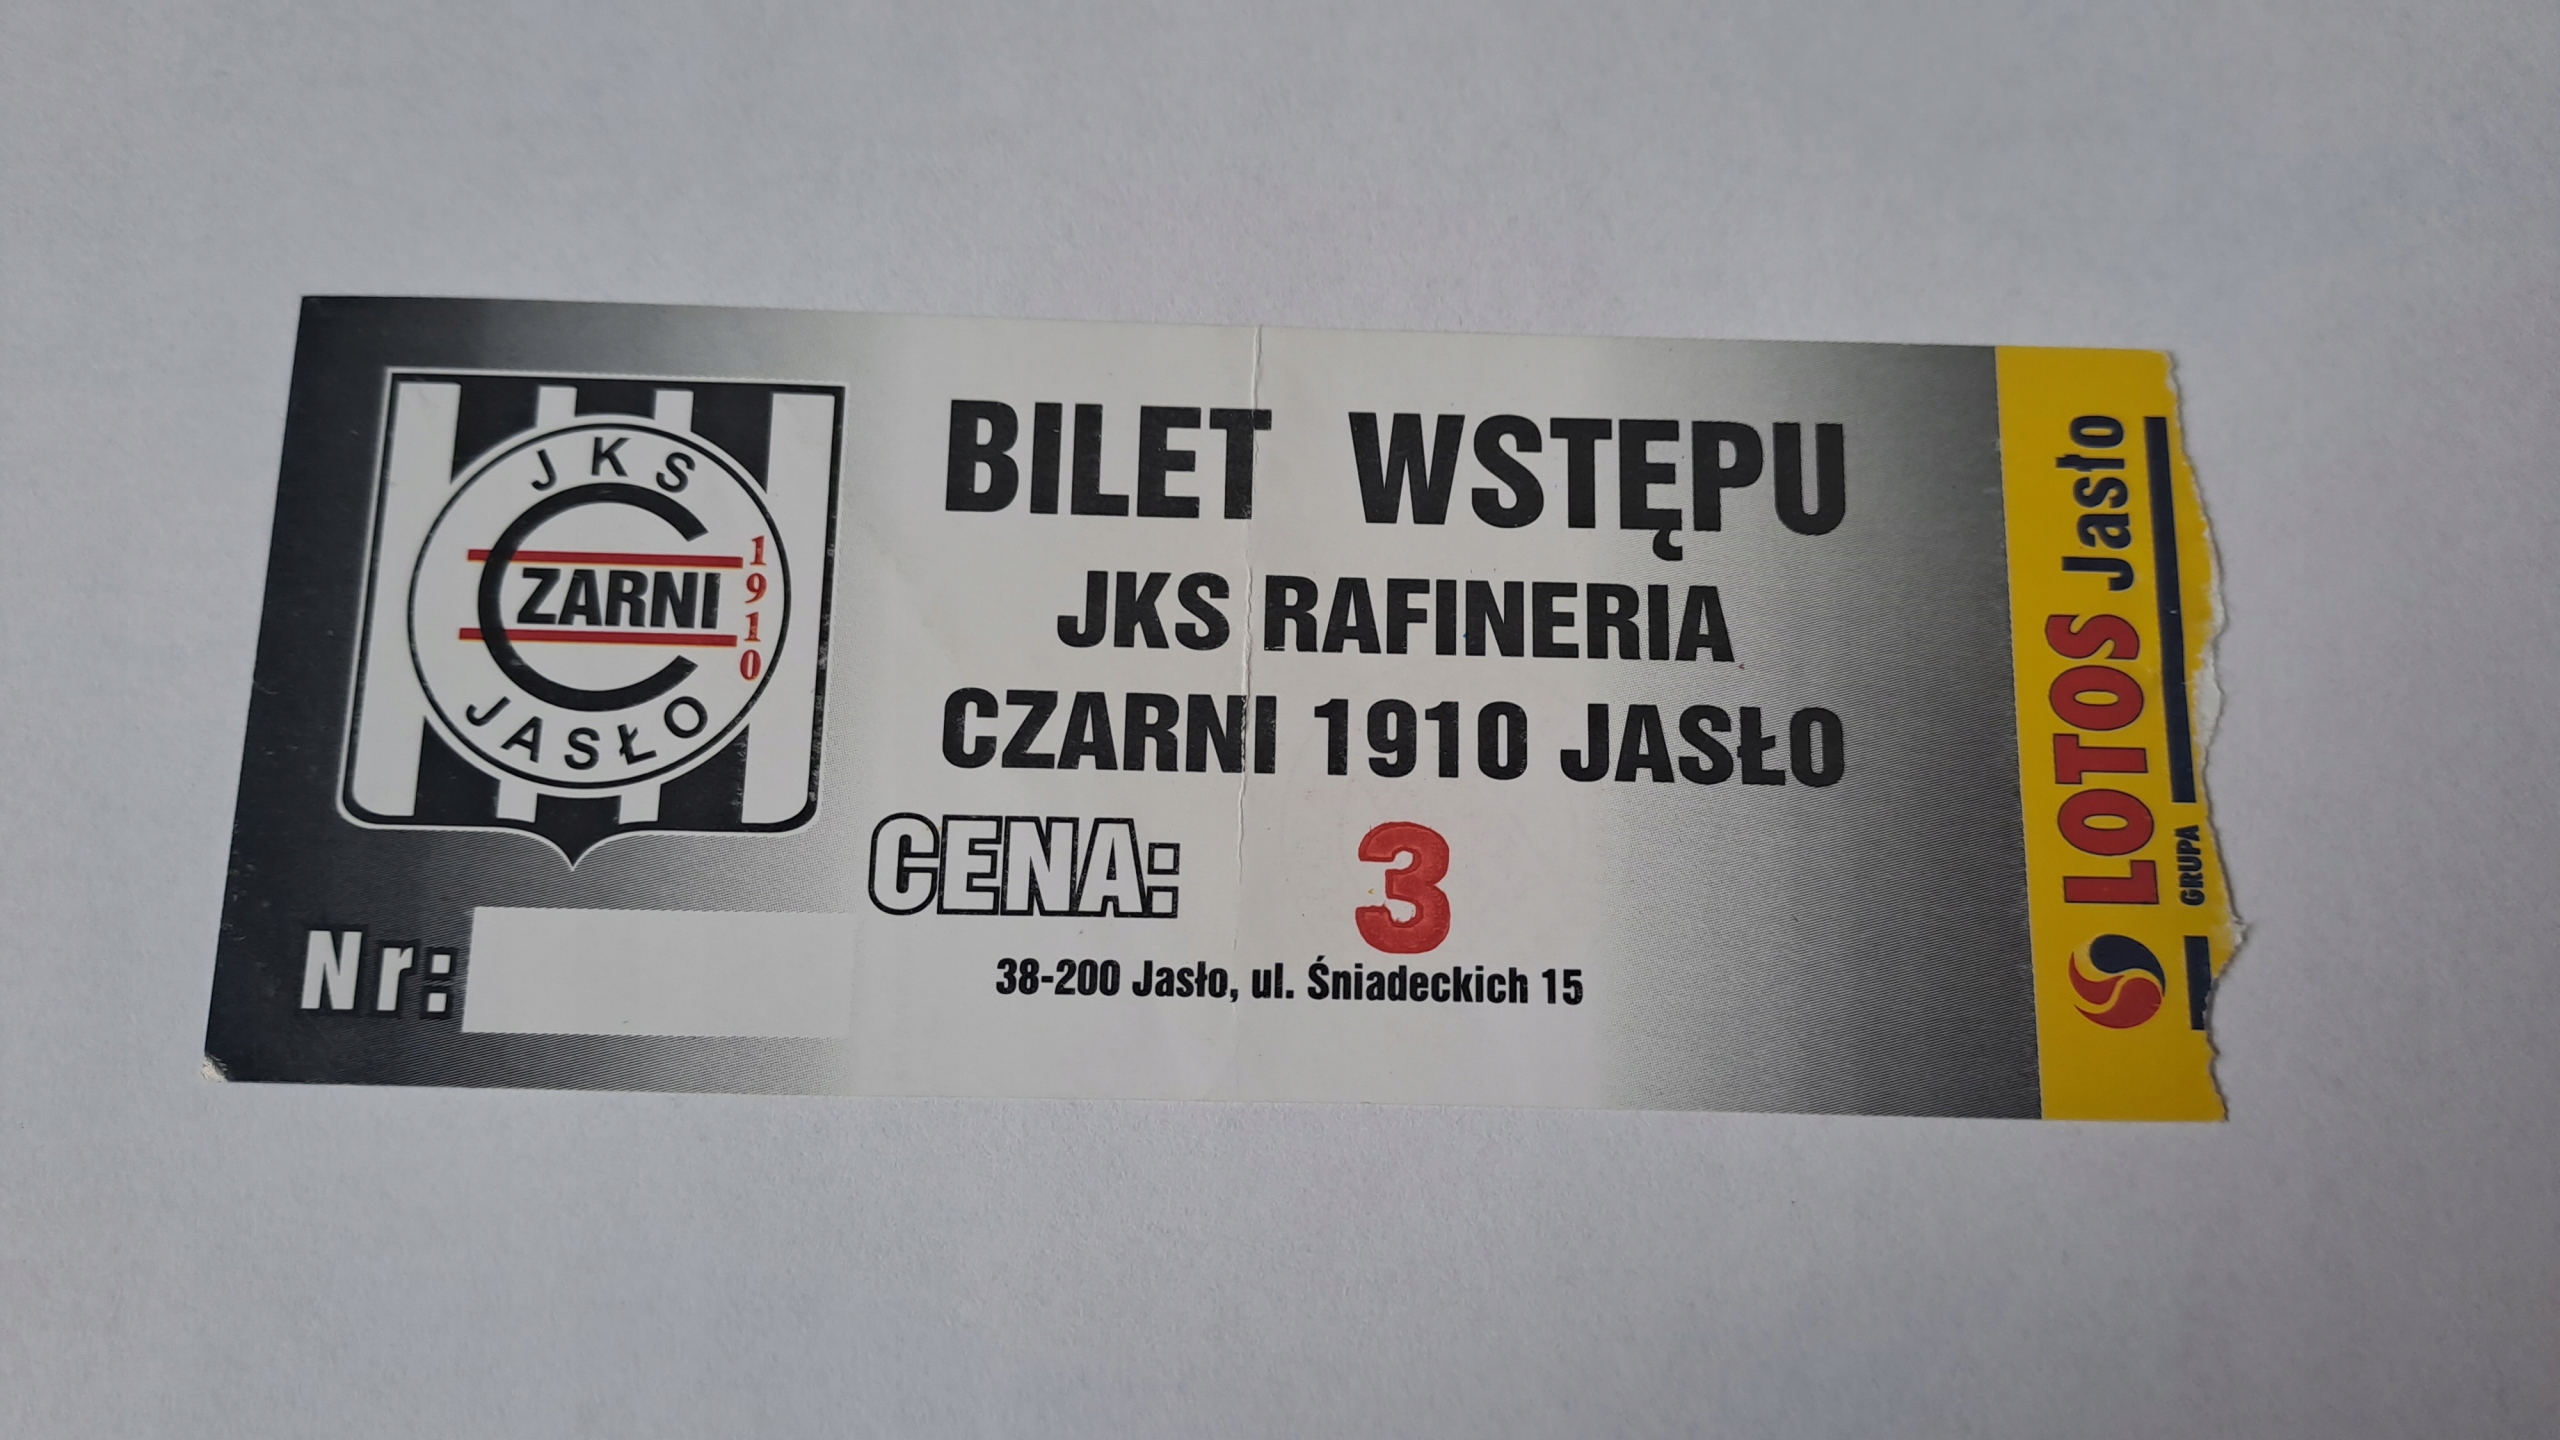 JKS
CZARNI
1910
JASŁO
Nr:
BILET WSTĘPU
JKS RAFINERIA
CZARNI 1910 JASŁO
CENA: 3
38-200 Jasło, ul. Śniadeckich 15
LOTOS Jasło
GRUPA